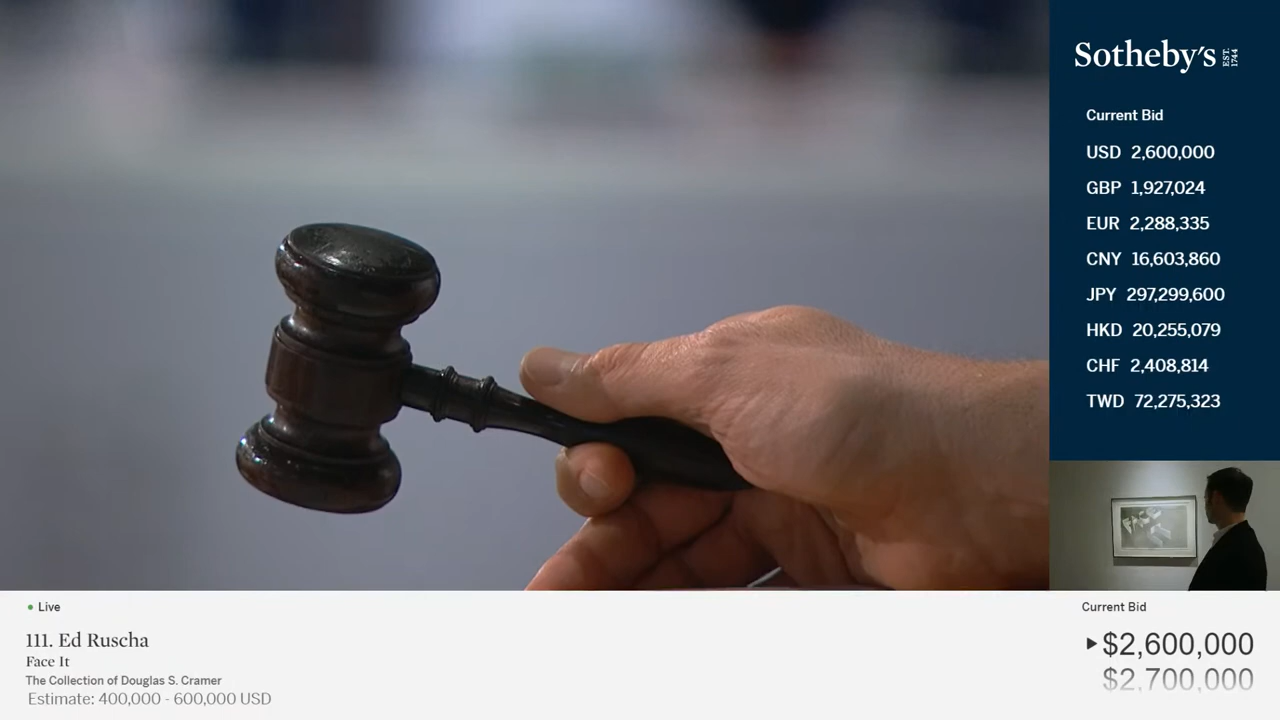 Sotheby's EST. 1744
Current Bid
USD 2,600,000
GBP 1,927,024
EUR 2,288,335
CNY 16,603,860
JPY 297,299,600
HKD 20,255,079
CHF 2,408,814
TWD 72,275,323
Live
111. Ed Ruscha
Face It
The Collection of Douglas S. Cramer
Estimate: 400,000 - 600,000 USD
Current Bid
$2,600,000
$2,700,000